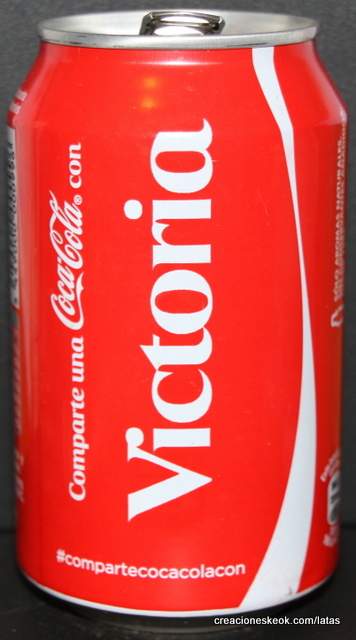 Comparte una Coca-Cola® con
Victoria
#compartecocacolacon
creacioneskeok.com/latas